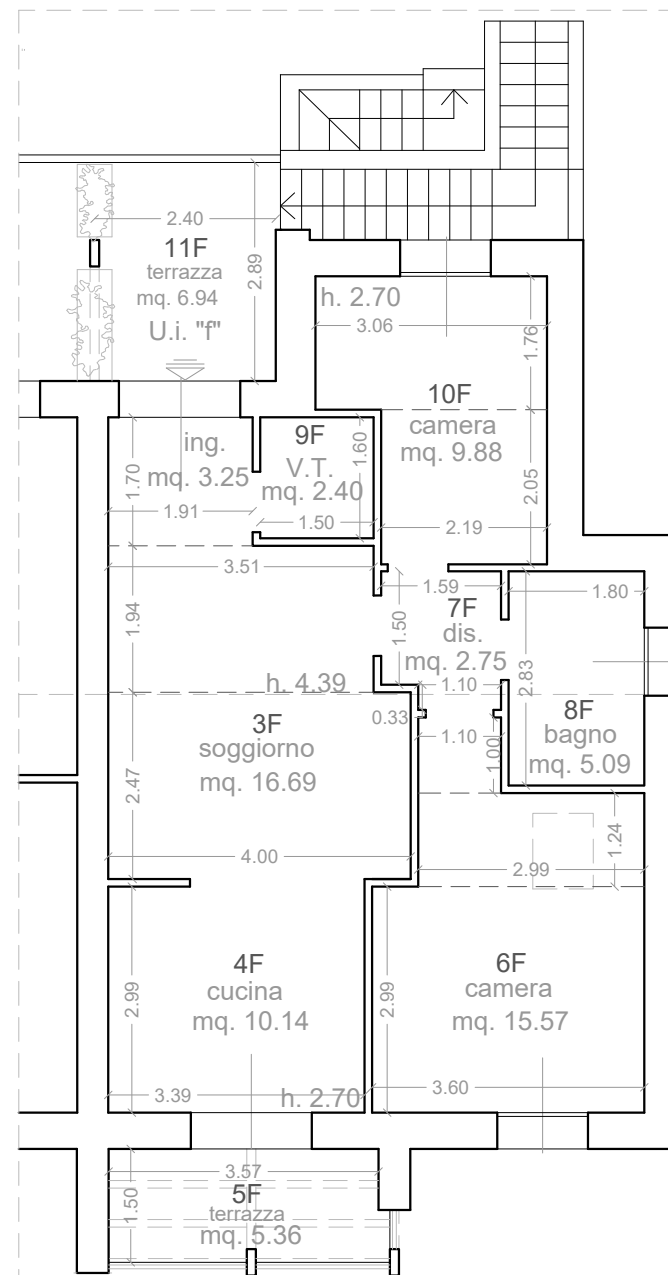 2.40
11F
terrazza
mq. 6.94
U.i. "f"
2.89
h. 2.70
3.06
1.76
10F
camera
mq. 9.88
2.05
2.19
ing.
mq. 3.25
1.70
1.91
9F
V.T.
mq. 2.40
1.60
1.50
3.51
1.94
1.59
7F
dis.
mq. 2.75
1.50
1.10
1.80
2.83
h. 4.39
0.33
3F
soggiorno
mq. 16.69
1.10
1.00
8F
bagno
mq. 5.09
2.47
4.00
1.24
2.99
4F
cucina
mq. 10.14
2.99
3.39
h. 2.70
6F
camera
mq. 15.57
2.99
3.60
3.57
5F
terrazza
mq. 5.36
1.50